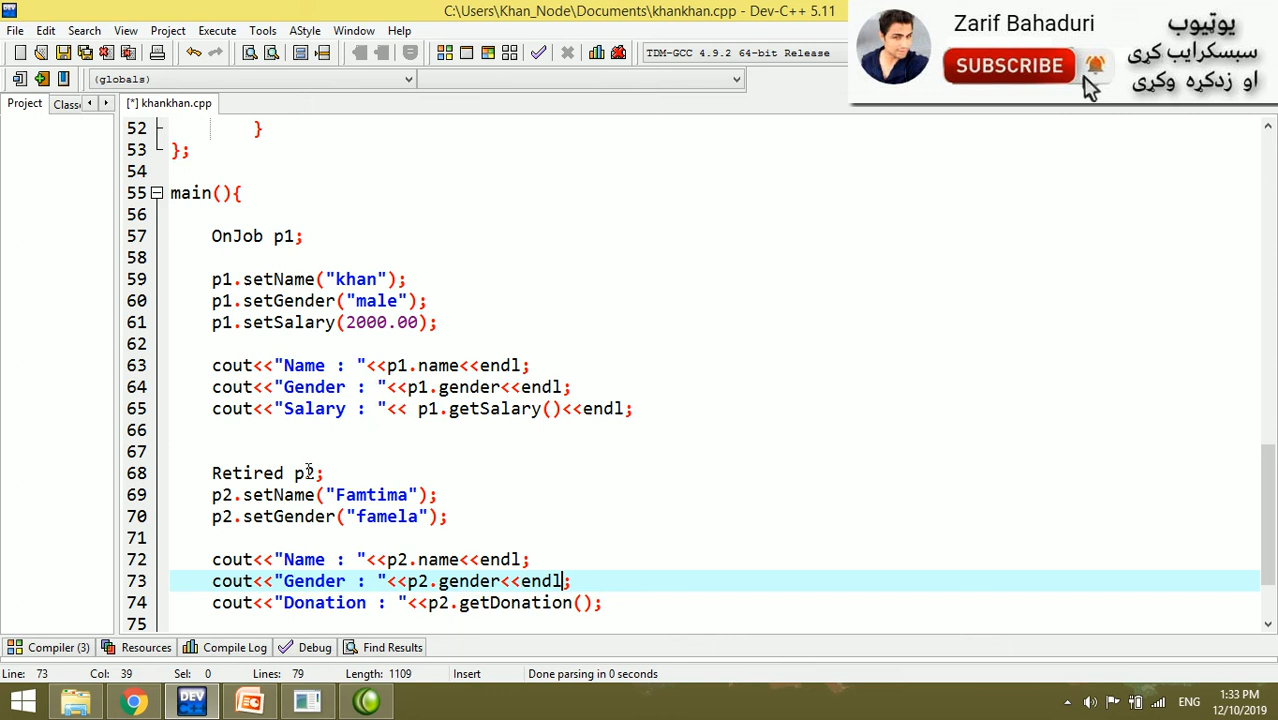 C:\Users\Khan_Node\Documents\khankhan.cpp - Dev-C++ 5.11
Zarif Bahaduri
SUBSCRIBE
يوټيوب
سبسکرايب کړی
او زدکړه وکړی
File Edit Search View Project Execute Tools AStyle Window Help
TDM-GCC 4.9.2 64-bit Release
(globals)
Project Classe [*] khankhan.cpp
52 }
53 };
54
55 main(){
56
57 OnJob p1;
58
59 p1.setName("khan");
60 p1.setGender("male");
61 p1.setSalary(2000.00);
62
63 cout<<"Name : "<<p1.name<<endl;
64 cout<<"Gender : "<<p1.gender<<endl;
65 cout<<"Salary : "<< p1.getSalary()<<endl;
66
67
68 Retired p2;
69 p2.setName("Famtima");
70 p2.setGender("famela");
71
72 cout<<"Name : "<<p2.name<<endl;
73 cout<<"Gender : "<<p2.gender<<endl;
74 cout<<"Donation : "<<p2.getDonation();
75
Compiler (3) Resources Compile Log Debug Find Results
Line: 73 Col: 39 Sel: 0 Lines: 79 Length: 1109 Insert Done parsing in 0 seconds
DEV C++
ENG
1:33 PM
12/10/2019